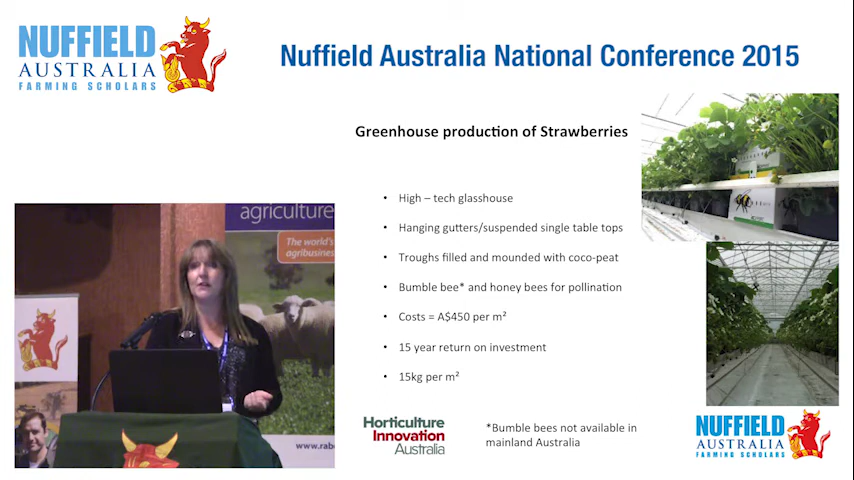 NUFFIELD
AUSTRALIA
FARMING SCHOLARS
Nuffield Australia National Conference 2015
Greenhouse production of Strawberries
• High – tech glasshouse
• Hanging gutters/suspended single table tops
• Troughs filled and mounded with coco-peat
• Bumble bee* and honey bees for pollination
• Costs = A$450 per m²
• 15 year return on investment
• 15kg per m²
agriculture
The world's
agribusiness
Horticulture
Innovation
Australia
*Bumble bees not available in
mainland Australia
NUFFIELD
AUSTRALIA
FARMING SCHOLARS